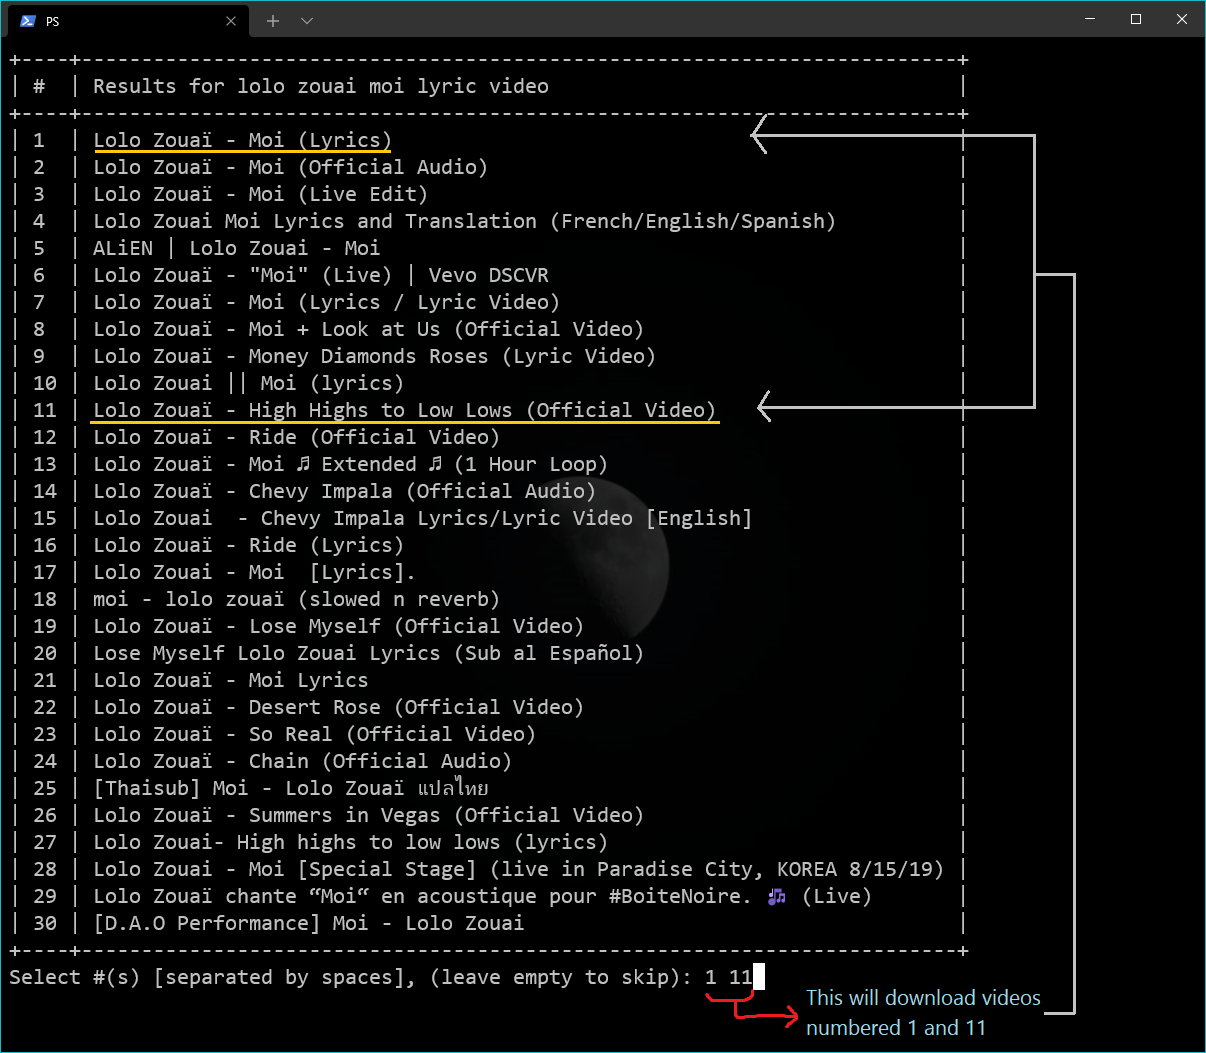 PS
# | Results for lolo zouai moi lyric video
1 | Lolo Zouaï - Moi (Lyrics)
2 | Lolo Zouaï - Moi (Official Audio)
3 | Lolo Zouaï - Moi (Live Edit)
4 | Lolo Zouai Moi Lyrics and Translation (French/English/Spanish)
5 | ALiEN | Lolo Zouai - Moi
6 | Lolo Zouaï - "Moi" (Live) | Vevo DSCVR
7 | Lolo Zouaï - Moi (Lyrics / Lyric Video)
8 | Lolo Zouaï - Moi + Look at Us (Official Video)
9 | Lolo Zouaï - Money Diamonds Roses (Lyric Video)
10 | Lolo Zouai || Moi (lyrics)
11 | Lolo Zouaï - High Highs to Low Lows (Official Video)
12 | Lolo Zouaï - Ride (Official Video)
13 | Lolo Zouaï - Moi ♬ Extended ♬ (1 Hour Loop)
14 | Lolo Zouaï - Chevy Impala (Official Audio)
15 | Lolo Zouai  - Chevy Impala Lyrics/Lyric Video [English]
16 | Lolo Zouaï - Ride (Lyrics)
17 | Lolo Zouai - Moi  [Lyrics].
18 | moi - lolo zouaï (slowed n reverb)
19 | Lolo Zouaï - Lose Myself (Official Video)
20 | Lose Myself Lolo Zouai Lyrics (Sub al Español)
21 | Lolo Zouaï - Moi Lyrics
22 | Lolo Zouaï - Desert Rose (Official Video)
23 | Lolo Zouaï - So Real (Official Video)
24 | Lolo Zouaï - Chain (Official Audio)
25 | [Thaisub] Moi - Lolo Zouaï แปลไทย
26 | Lolo Zouaï - Summers in Vegas (Official Video)
27 | Lolo Zouai- High highs to low lows (lyrics)
28 | Lolo Zouaï - Moi [Special Stage] (live in Paradise City, KOREA 8/15/19)
29 | Lolo Zouaï chante “Moi“ en acoustique pour #BoiteNoire. 🎶 (Live)
30 | [D.A.O Performance] Moi - Lolo Zouai
Select #(s) [separated by spaces], (leave empty to skip): 1 11
This will download videos
numbered 1 and 11